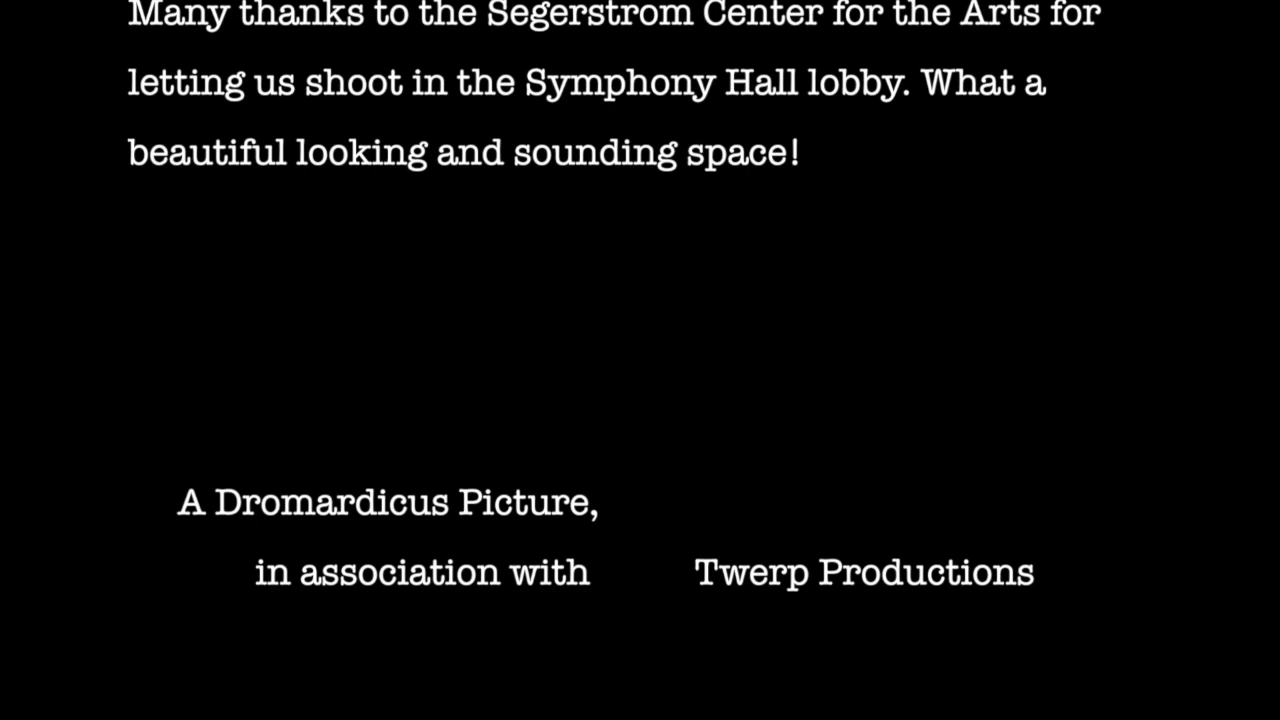 Many thanks to the Segerstrom Center for the Arts for
letting us shoot in the Symphony Hall lobby. What a
beautiful looking and sounding space!
A Dromardicus Picture,
in association with Twerp Productions